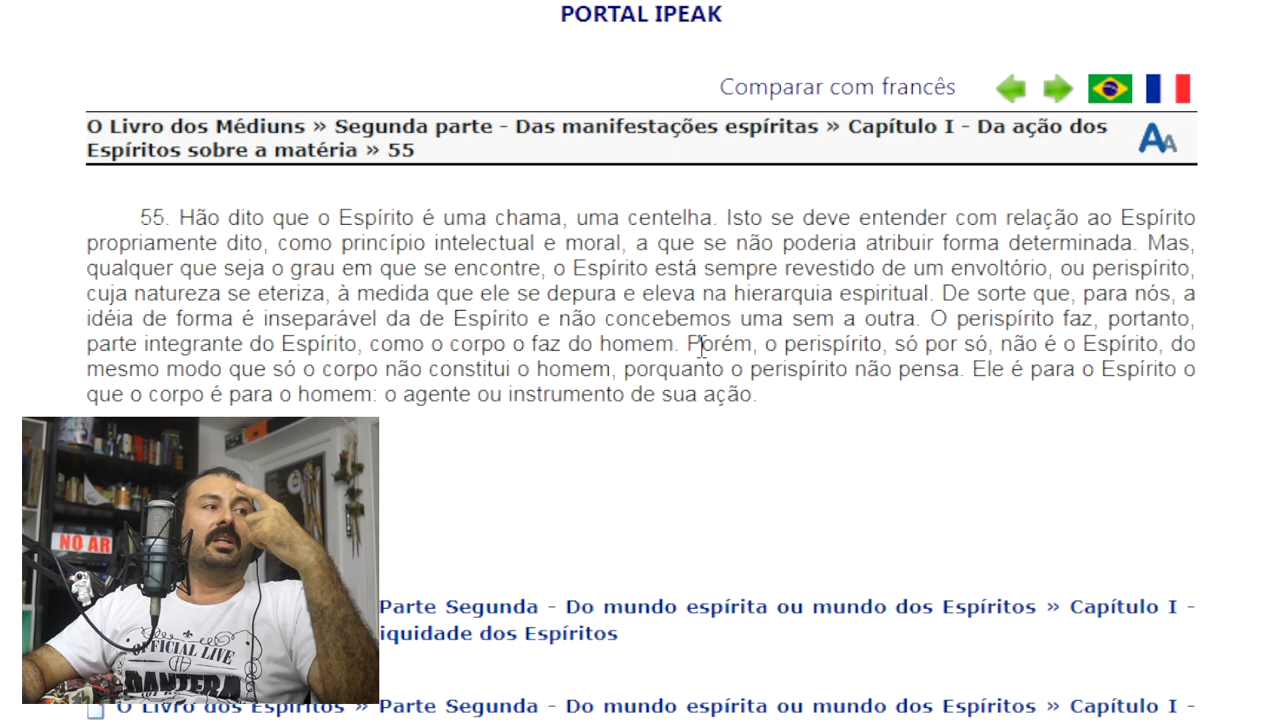 PORTAL IPEAK
Comparar com francês
O Livro dos Médiuns » Segunda parte - Das manifestações espíritas » Capítulo I - Da ação dos
Espíritos sobre a matéria » 55
AA
55. Hão dito que o Espírito é uma chama, uma centelha. Isto se deve entender com relação ao Espírito
propriamente dito, como princípio intelectual e moral, a que se não poderia atribuir forma determinada. Mas,
qualquer que seja o grau em que se encontre, o Espírito está sempre revestido de um envoltório, ou perispírito,
cuja natureza se eteriza, à medida que ele se depura e eleva na hierarquia espiritual. De sorte que, para nós, a
idéia de forma é inseparável da de Espírito e não concebemos uma sem a outra. O perispírito faz, portanto,
parte integrante do Espírito, como o corpo o faz do homem. Porém, o perispírito, só por só, não é o Espírito, do
mesmo modo que só o corpo não constitui o homem, porquanto o perispírito não pensa. Ele é para o Espírito o
que o corpo é para o homem: o agente ou instrumento de sua ação.
NO AR
OFFICIAL LIVE
PANTERA
Parte Segunda - Do mundo espírita ou mundo dos Espíritos » Capítulo I -
iquidade dos Espíritos
O Livro dos Espíritos » Parte Segunda - Do mundo espírita ou mundo dos Espíritos » Capítulo I -